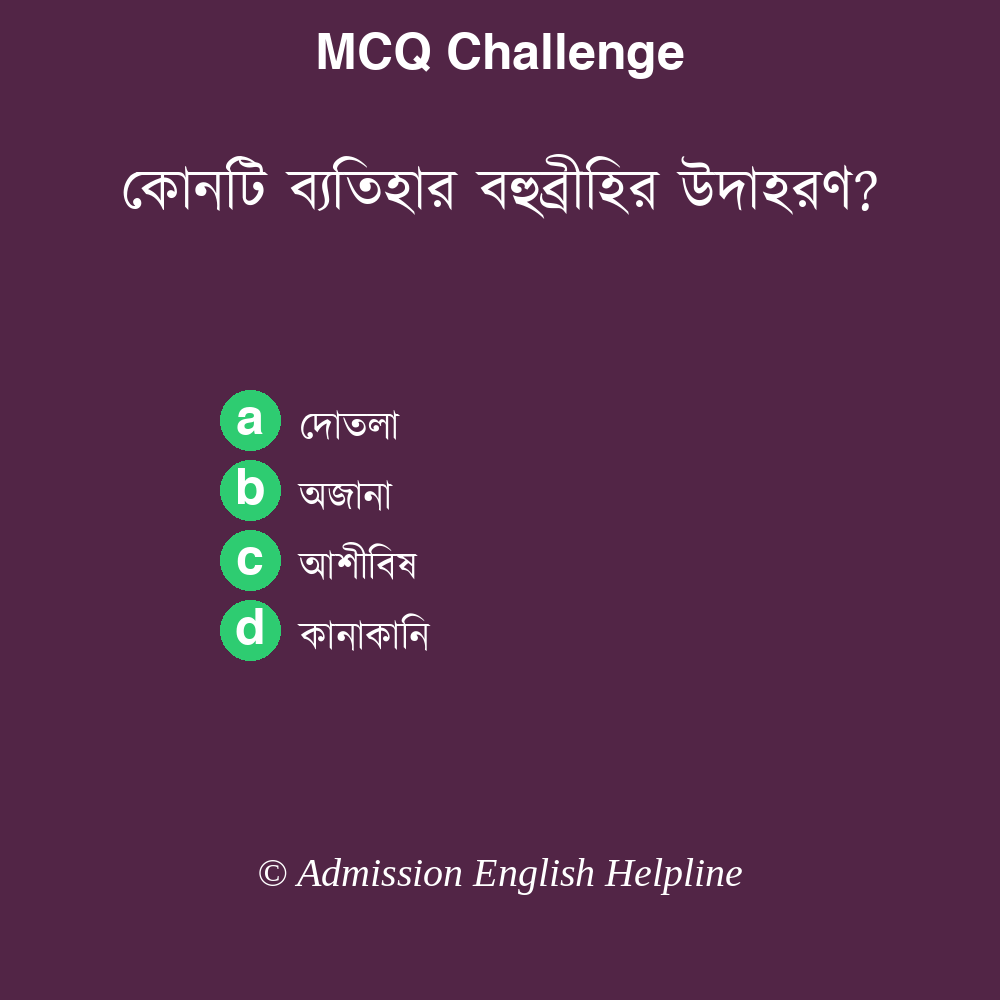 MCQ Challenge
কোনটি ব্যতিহার বহুব্রীহির উদাহরণ?
a দোতলা
b অজানা
c আশীবিষ
d কানাকানি
© Admission English Helpline